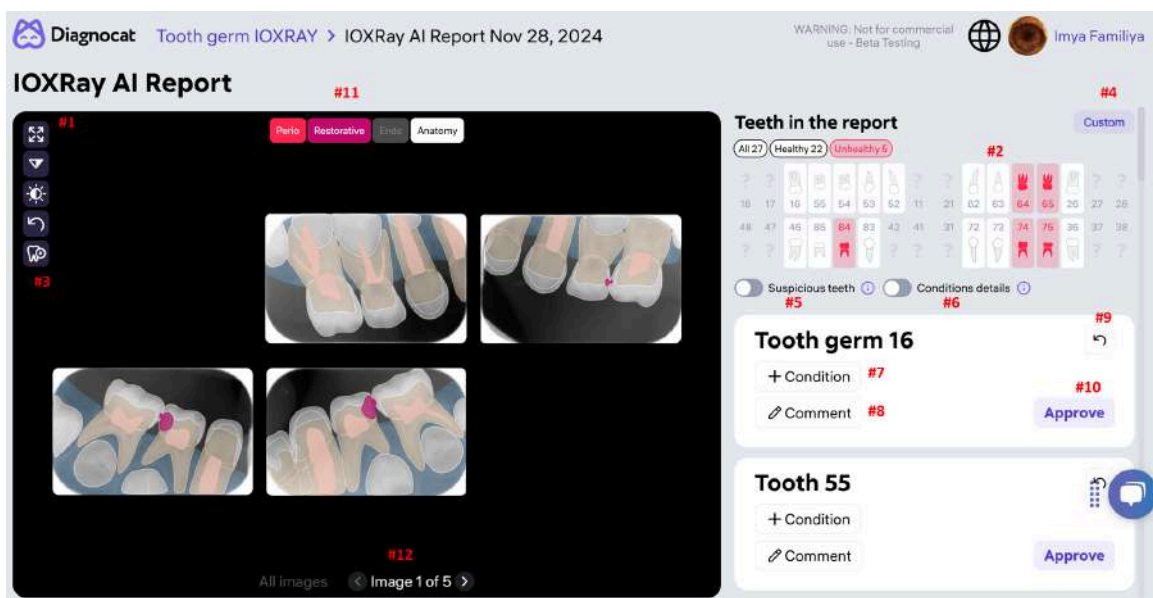 Diagnocat
Tooth germ IOXRAY > IOXRay AI Report Nov 28, 2024
WARNING: Not for commercial
use - Beta Testing
Imya Familiya
IOXRay AI Report
#11
#4
#1
Perio Restorative Endo Anatomy
Teeth in the report
Custom
All 27 Healthy 22 Unhealthy 5
#2
? ? ? ? ? ?
18 17 16 55 54 53 52 11 21 62 63 64 65 26 27 28
48 47 46 85 84 83 42 41 31 72 73 74 75 36 37 38
? ? ? ? ? ? ?
#3
Suspicious teeth Conditions details
#5 #6
Tooth germ 16
#9
+ Condition #7
#10
Comment #8
Approve
Tooth 55
+ Condition
Comment
Approve
#12
All images < Image 1 of 5 >